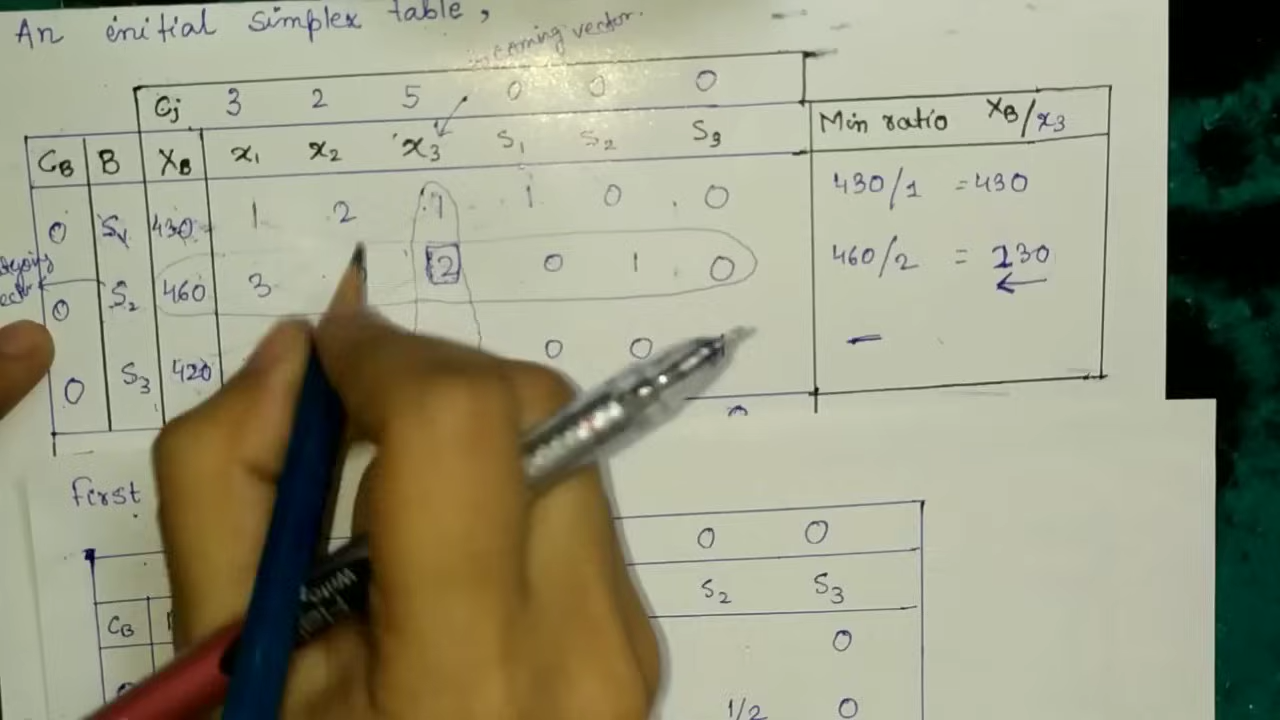 An initial simplex table,
incoming vector.
Cj 3 2 5 0 0 0
CB B XB x1 x2 x3 S1 S2 S3 Min ratio XB/x3
0 S1 430 1 2 1 1 0 0 430/1 = 430
0 S2 460 3 2 0 1 0 460/2 = 230
0 S3 420 0 0 —
First
0 0
CB S2 S3
0
1/2 0